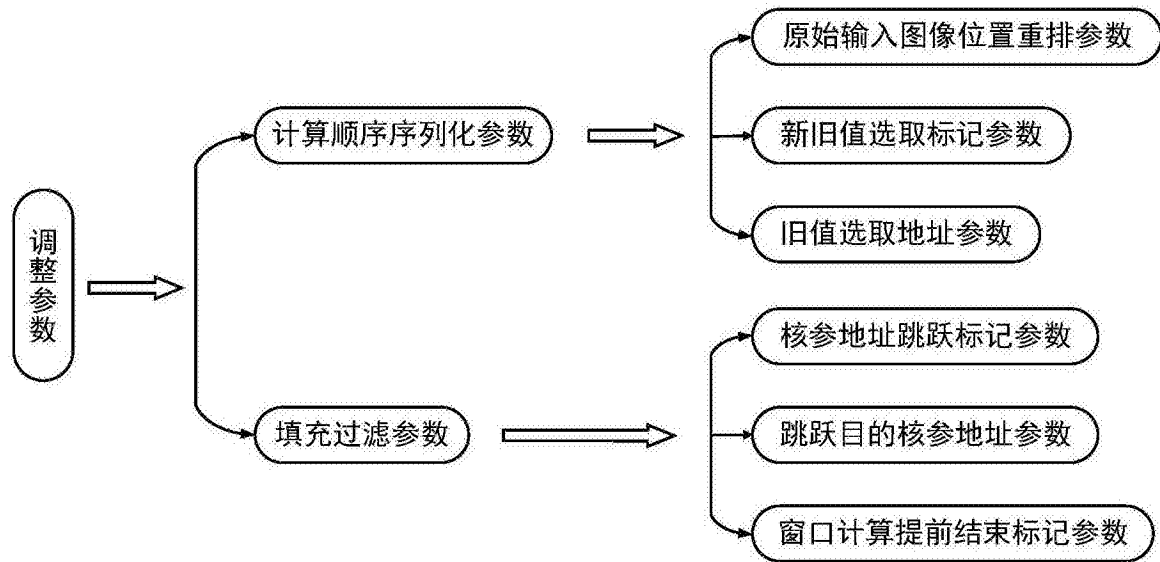 调整参数
计算顺序序列化参数
原始输入图像位置重排参数
新旧值选取标记参数
旧值选取地址参数
填充过滤参数
核参地址跳跃标记参数
跳跃目的核参地址参数
窗口计算提前结束标记参数